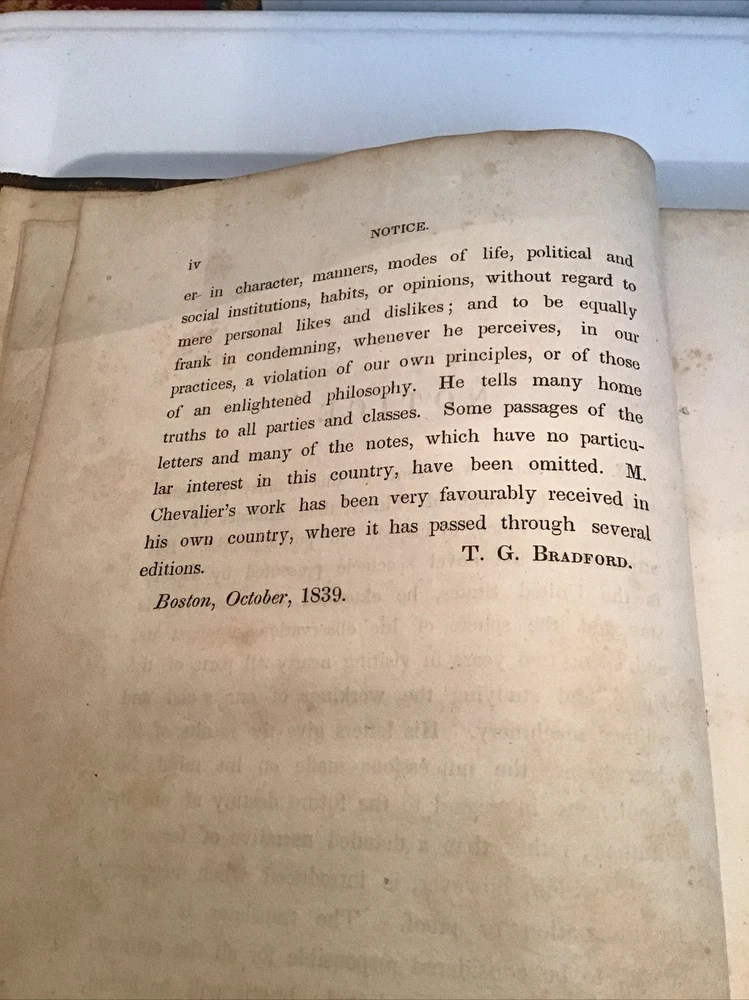 NOTICE.
iv
er in character, manners, modes of life, political and
social institutions, habits, or opinions, without regard to
mere personal likes and dislikes; and to be equally
frank in condemning, whenever he perceives, in our
practices, a violation of our own principles, or of those
of an enlightened philosophy. He tells many home
truths to all parties and classes. Some passages of the
letters and many of the notes, which have no particu-
lar interest in this country, have been omitted. M.
Chevalier's work has been very favourably received in
his own country, where it has passed through several
editions.
T. G. BRADFORD.
Boston, October, 1839.